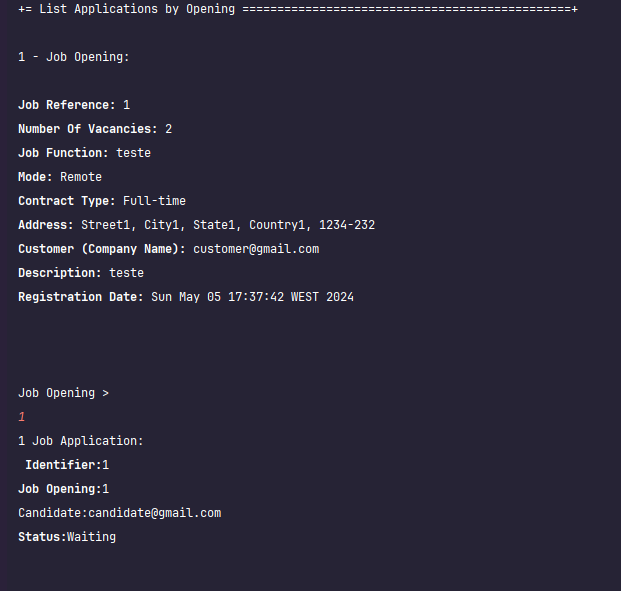 += List Applications by Opening ===============================================+
1 - Job Opening:
Job Reference: 1
Number Of Vacancies: 2
Job Function: teste
Mode: Remote
Contract Type: Full-time
Address: Street1, City1, State1, Country1, 1234-232
Customer (Company Name): customer@gmail.com
Description: teste
Registration Date: Sun May 05 17:37:42 WEST 2024
Job Opening >
1
1 Job Application:
Identifier:1
Job Opening:1
Candidate:candidate@gmail.com
Status:Waiting